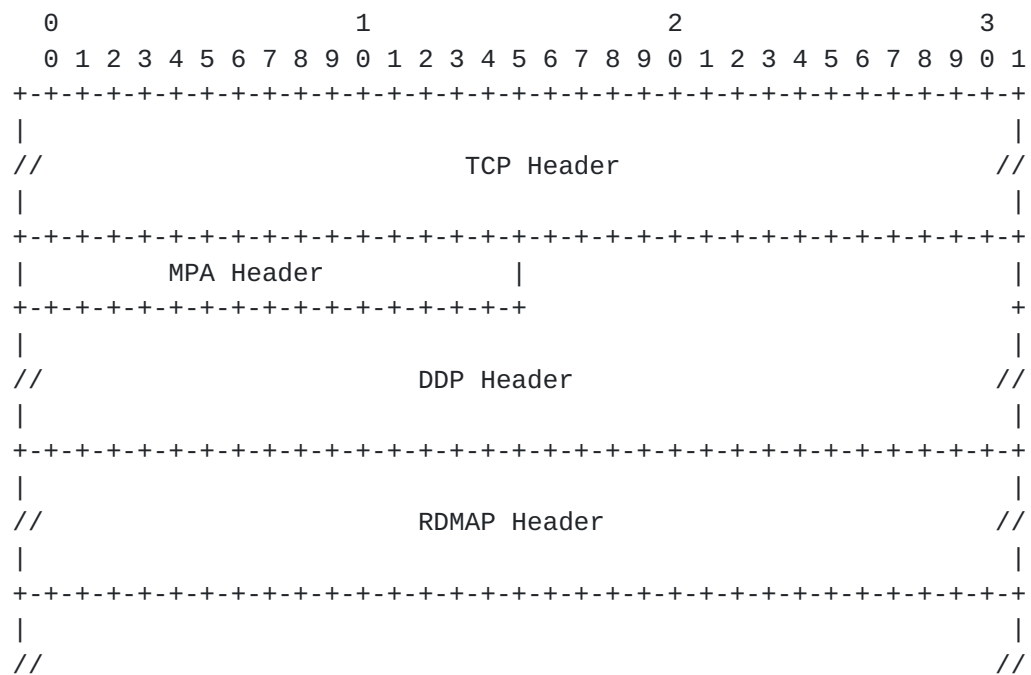 0                   1                   2                   3
  0 1 2 3 4 5 6 7 8 9 0 1 2 3 4 5 6 7 8 9 0 1 2 3 4 5 6 7 8 9 0 1
+-+-+-+-+-+-+-+-+-+-+-+-+-+-+-+-+-+-+-+-+-+-+-+-+-+-+-+-+-+-+-+-+
|                                                               |
//                           TCP Header                        //
|                                                               |
+-+-+-+-+-+-+-+-+-+-+-+-+-+-+-+-+-+-+-+-+-+-+-+-+-+-+-+-+-+-+-+-+
|         MPA Header            |                               |
+-+-+-+-+-+-+-+-+-+-+-+-+-+-+-+-+                               +
|                                                               |
//                        DDP Header                           //
|                                                               |
+-+-+-+-+-+-+-+-+-+-+-+-+-+-+-+-+-+-+-+-+-+-+-+-+-+-+-+-+-+-+-+-+
|                                                               |
//                        RDMAP Header                         //
|                                                               |
+-+-+-+-+-+-+-+-+-+-+-+-+-+-+-+-+-+-+-+-+-+-+-+-+-+-+-+-+-+-+-+-+
|                                                               |
//                                                             //